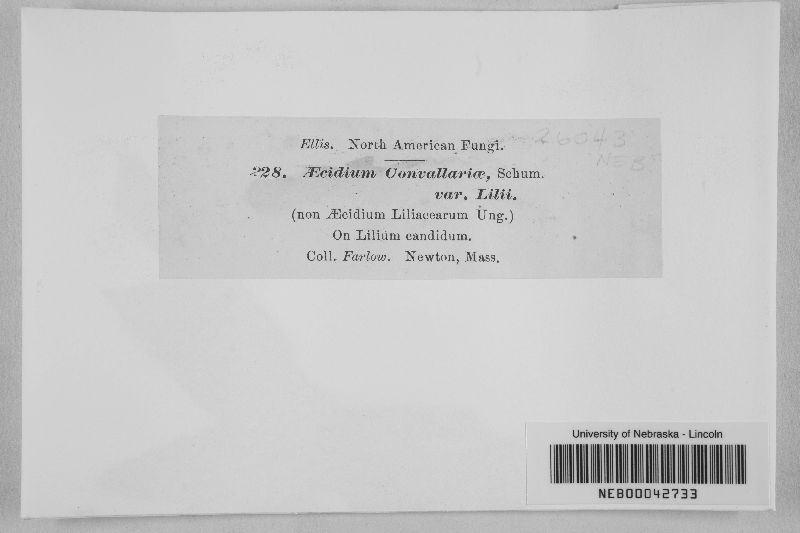 26043
NEB
Ellis. North American Fungi.
228. Æcidium Convallariæ, Schum.
var. Lilii.
(non Æcidium Liliacearum Ung.)
On Lilium candidum.
Coll. Farlow. Newton, Mass.
University of Nebraska - Lincoln
NEB00042733